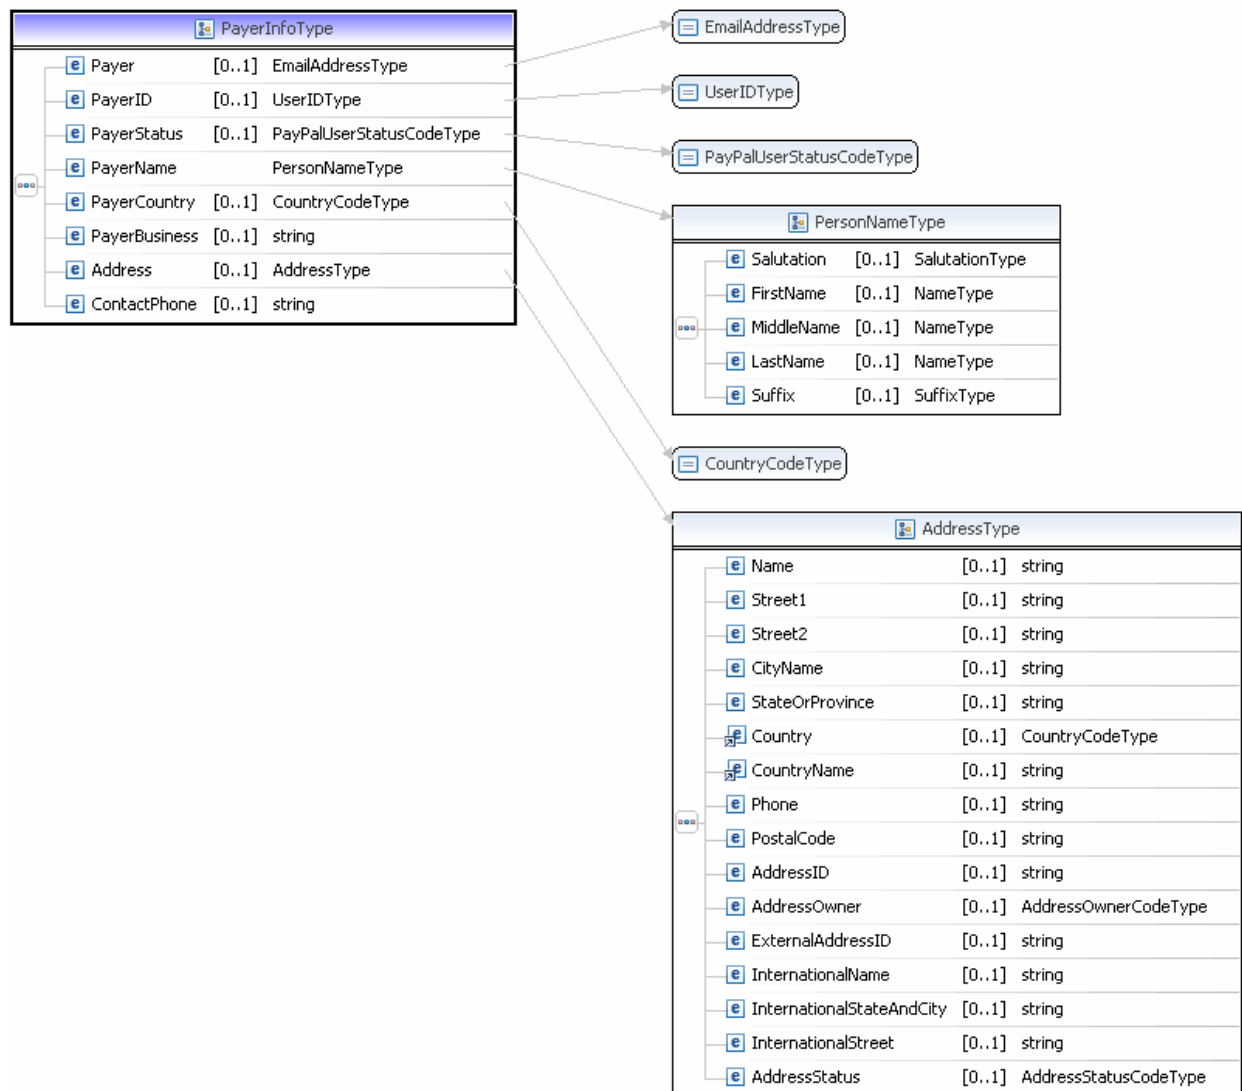 PayerInfoType
Payer [0..1] EmailAddressType
PayerID [0..1] UserIDType
PayerStatus [0..1] PayPalUserStatusCodeType
PayerName PersonNameType
PayerCountry [0..1] CountryCodeType
PayerBusiness [0..1] string
Address [0..1] AddressType
ContactPhone [0..1] string
EmailAddressType
UserIDType
PayPalUserStatusCodeType
PersonNameType
Salutation [0..1] SalutationType
FirstName [0..1] NameType
MiddleName [0..1] NameType
LastName [0..1] NameType
Suffix [0..1] SuffixType
CountryCodeType
AddressType
Name [0..1] string
Street1 [0..1] string
Street2 [0..1] string
CityName [0..1] string
StateOrProvince [0..1] string
Country [0..1] CountryCodeType
CountryName [0..1] string
Phone [0..1] string
PostalCode [0..1] string
AddressID [0..1] string
AddressOwner [0..1] AddressOwnerCodeType
ExternalAddressID [0..1] string
InternationalName [0..1] string
InternationalStateAndCity [0..1] string
InternationalStreet [0..1] string
AddressStatus [0..1] AddressStatusCodeType